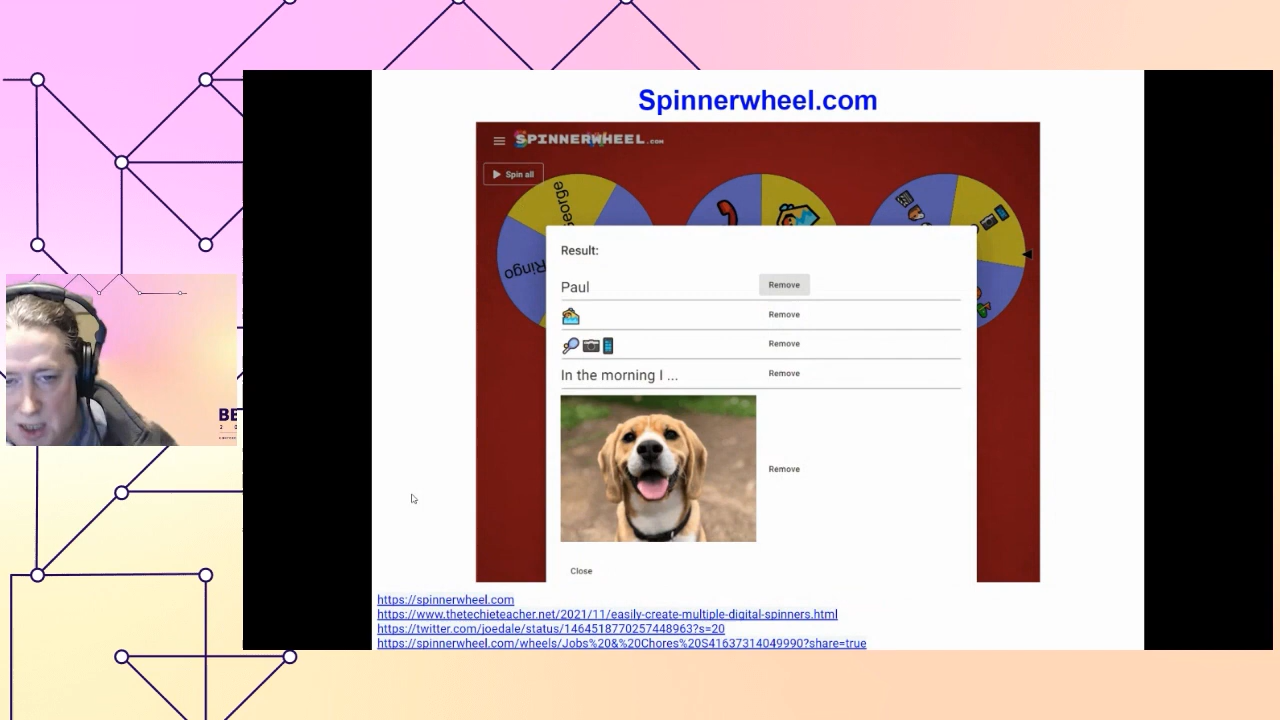 Spinnerwheel.com
SPINNERWHEEL.COM
Spin all
George
Ringo
Result:
Paul
Remove
Remove
Remove
In the morning I ...
Remove
Remove
Close
BE
https://spinnerwheel.com
https://www.thetechieteacher.net/2021/11/easily-create-multiple-digital-spinners.html
https://twitter.com/joedale/status/1464518770257448963?s=20
https://spinnerwheel.com/wheels/Jobs%20&%20Chores%20S41637314049990?share=true